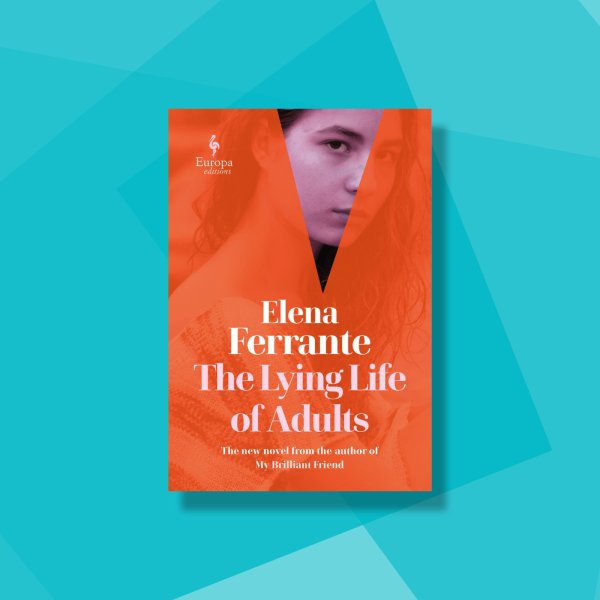 Europa
editions
Elena
Ferrante
The Lying Life
of Adults
The new novel from the author of
My Brilliant Friend